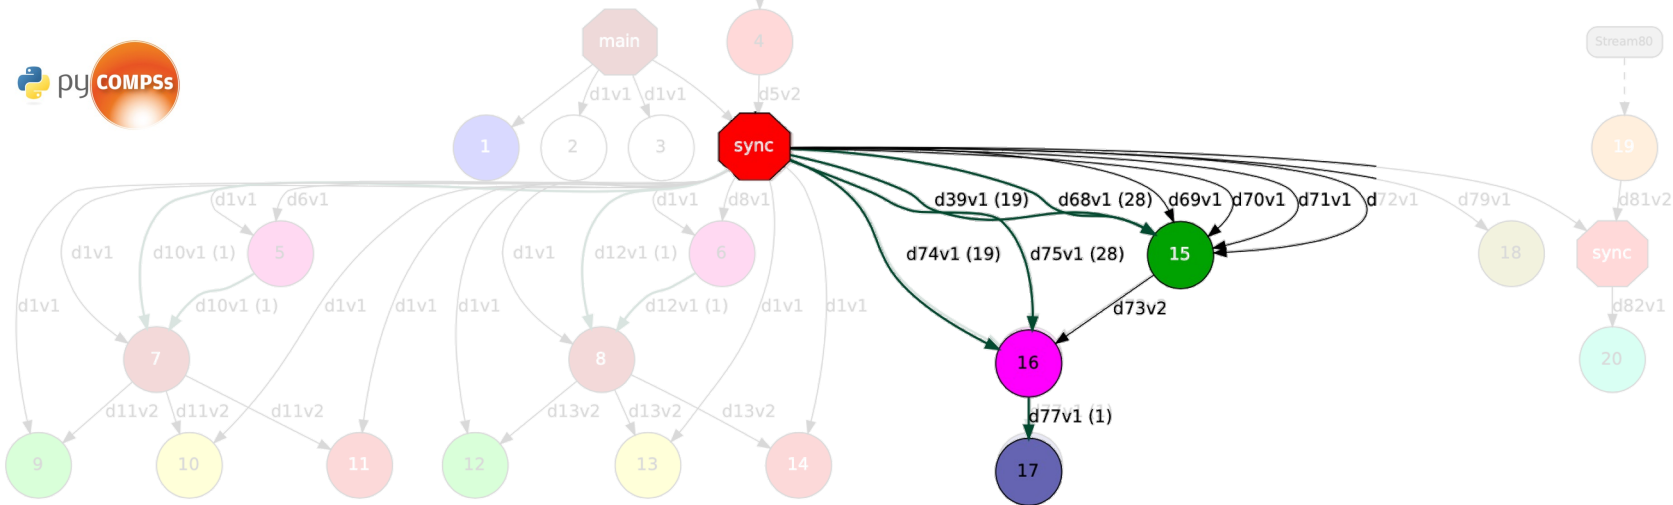 main
4
Stream80
py COMPSs
d1v1 d1v1 d5v2
1 2 3 sync 19
d1v1 d6v1 d1v1 d8v1 d39v1 (19) d68v1 (28) d69v1 d70v1 d71v1 d72v1 d79v1 d81v2
d1v1 d10v1 (1) 5 d1v1 d12v1 (1) 6 d74v1 (19) d75v1 (28) 15 18 sync
d1v1 d10v1 (1) d1v1 d1v1 d1v1 d12v1 (1) d1v1 d1v1 d73v2 d82v1
7 8 16 20
d11v2 d11v2 d11v2 d13v2 d13v2 d13v2 d77v1 (1)
9 10 11 12 13 14 17